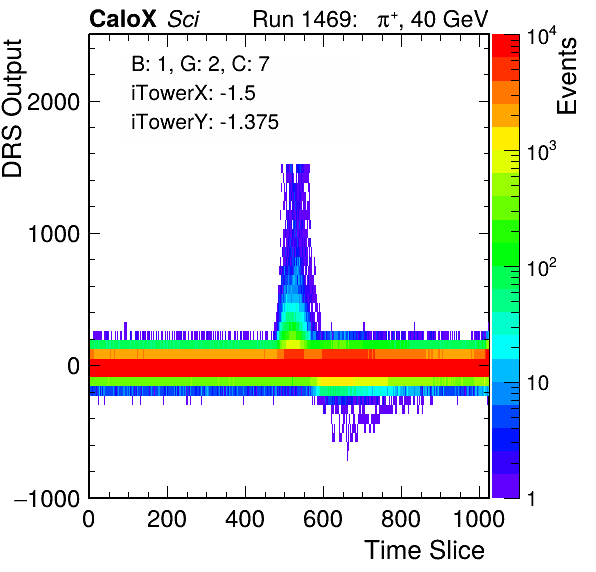 CaloX Sci Run 1469: π⁺, 40 GeV
B: 1, G: 2, C: 7
iTowerX: -1.5
iTowerY: -1.375
DRS Output
2000
1000
0
−1000
0 200 400 600 800 1000
Time Slice
Events
10⁴
10³
10²
10
1